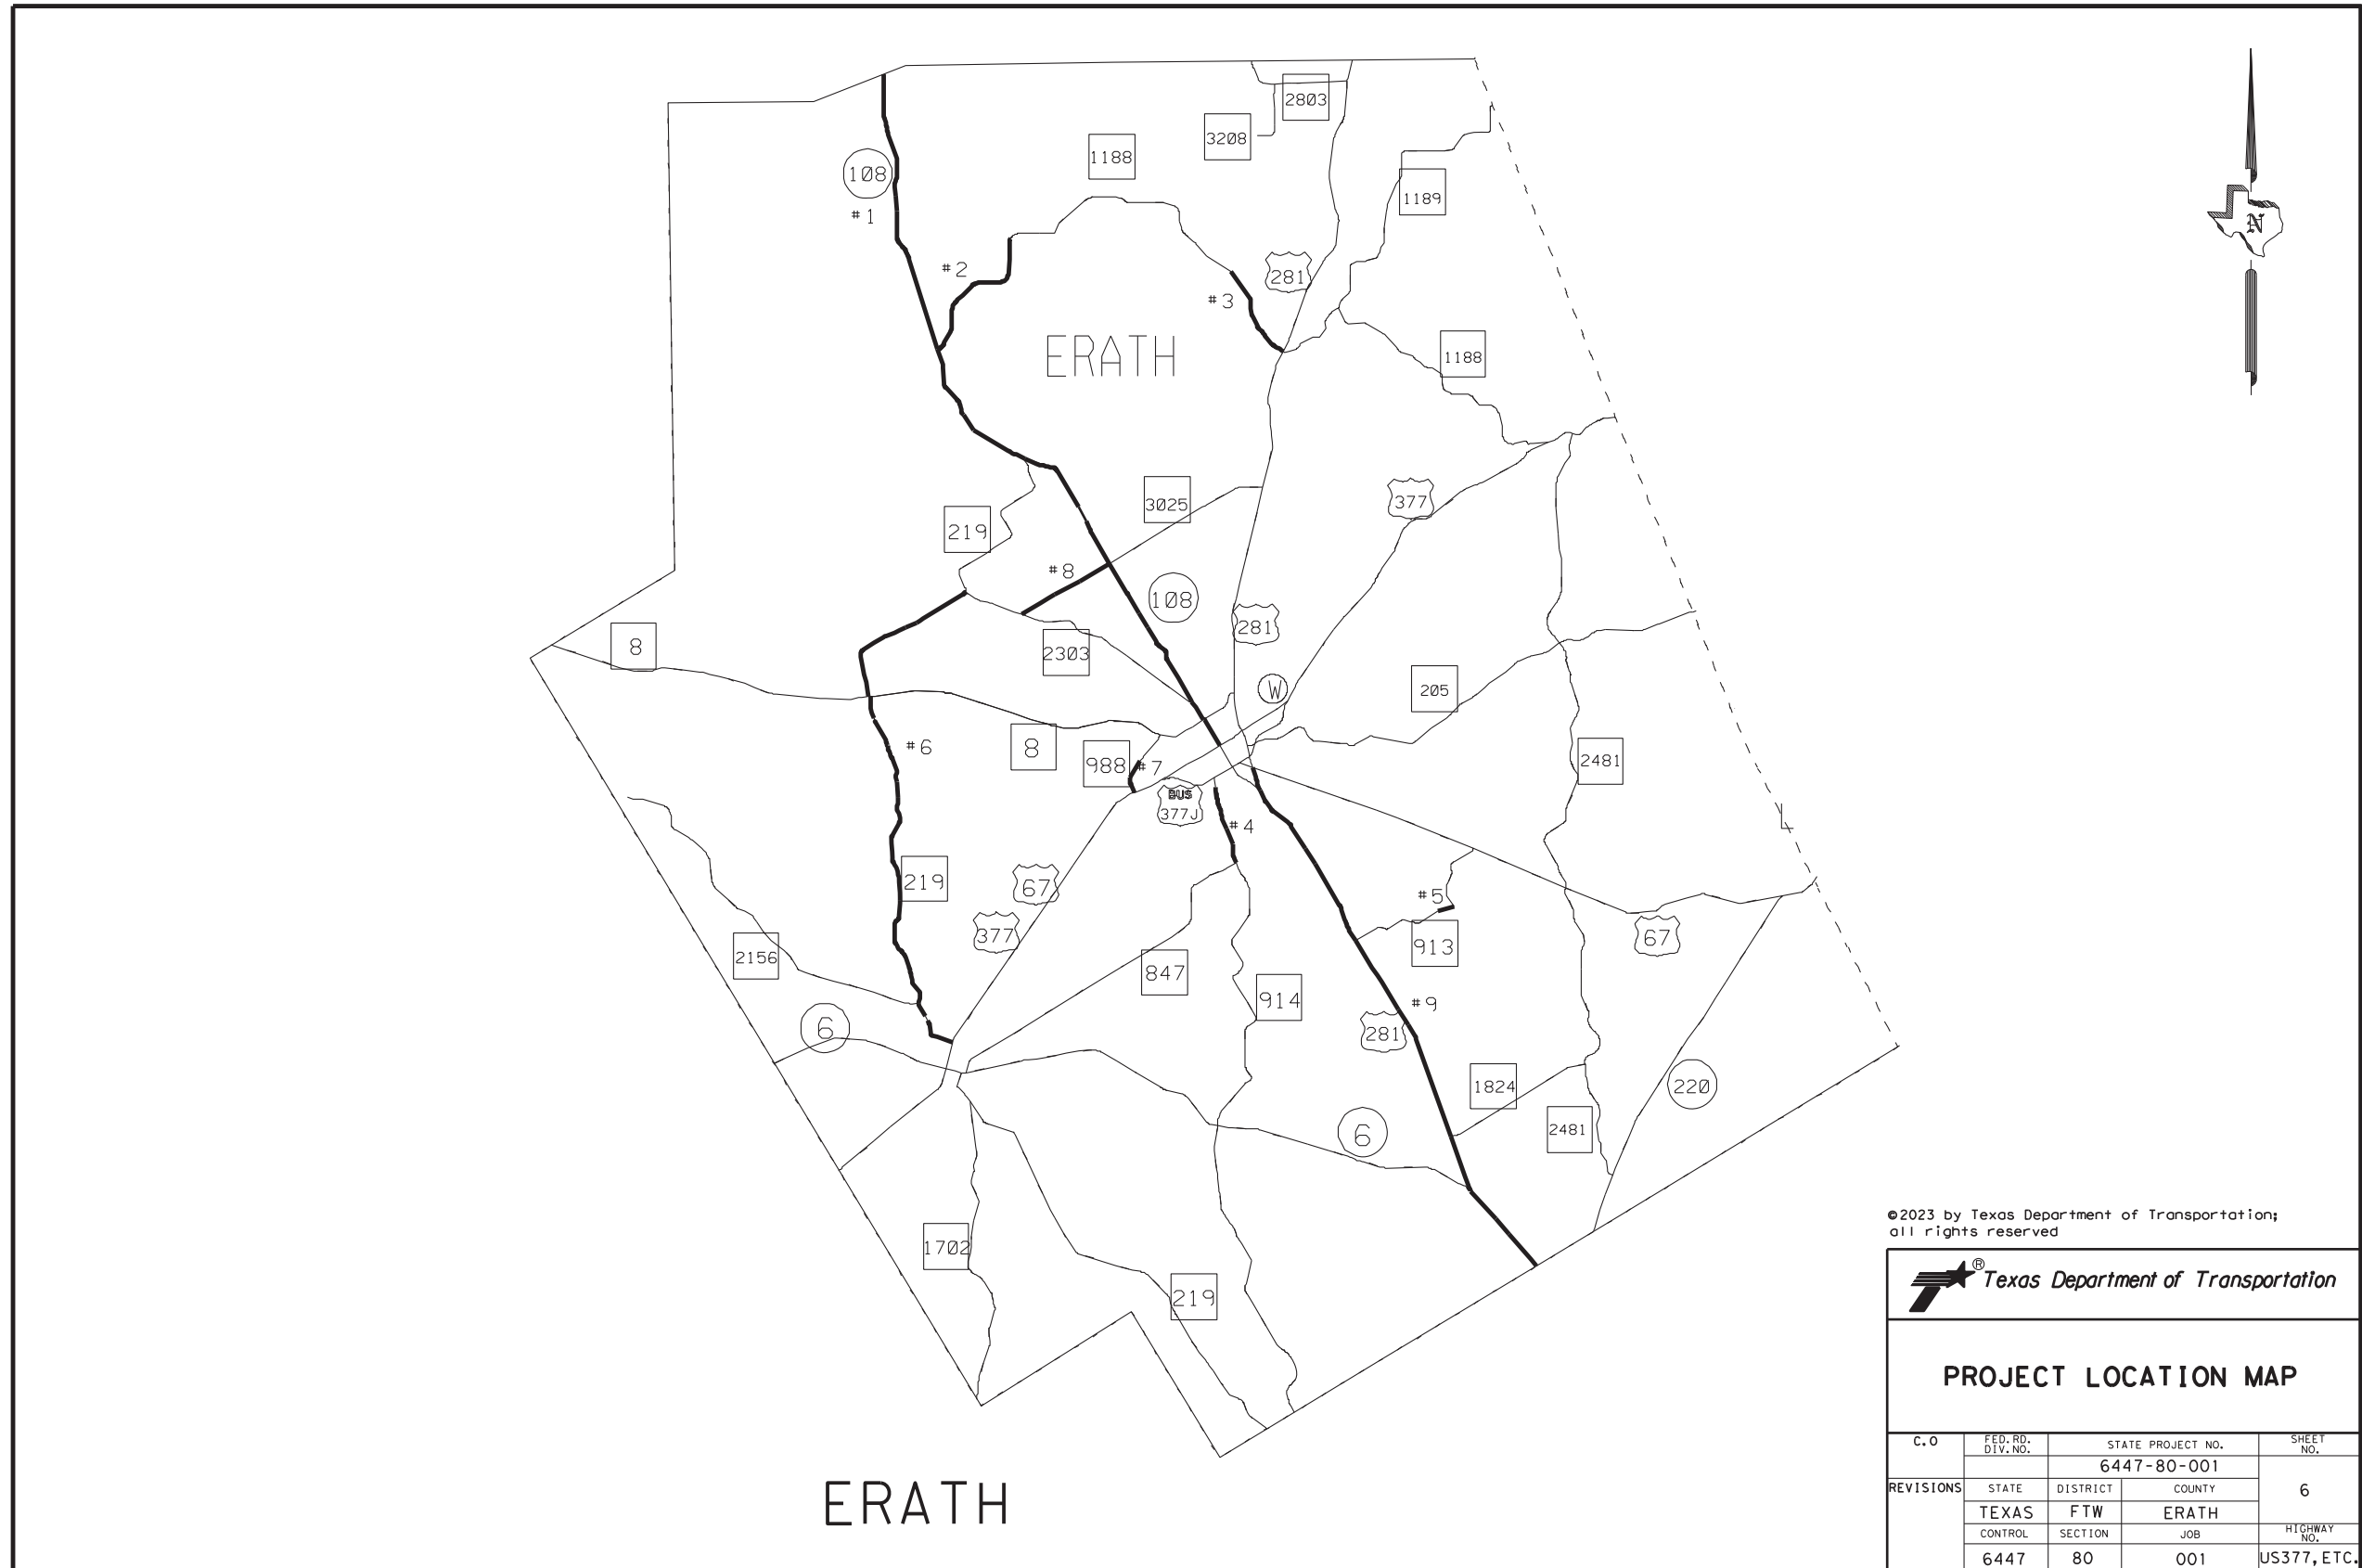 2803
3208
1188
108
#1
1189
N
#2
281
#3
ERATH
1188
3025
377
219
#8
108
281
8
2303
W
205
#6
8
988
#7
2481
BUS
377J
#4
219
67
#5
377
913
67
2156
847
914
#9
6
281
1824
220
6
2481
1702
219
©2023 by Texas Department of Transportation;
all rights reserved
® Texas Department of Transportation
PROJECT LOCATION MAP
C.O
FED.RD.
DIV.NO.
STATE PROJECT NO.
SHEET
NO.
6447-80-001
REVISIONS
STATE
DISTRICT
COUNTY
6
TEXAS
FTW
ERATH
CONTROL
SECTION
JOB
HIGHWAY
NO.
6447
80
001
US377,ETC.
ERATH